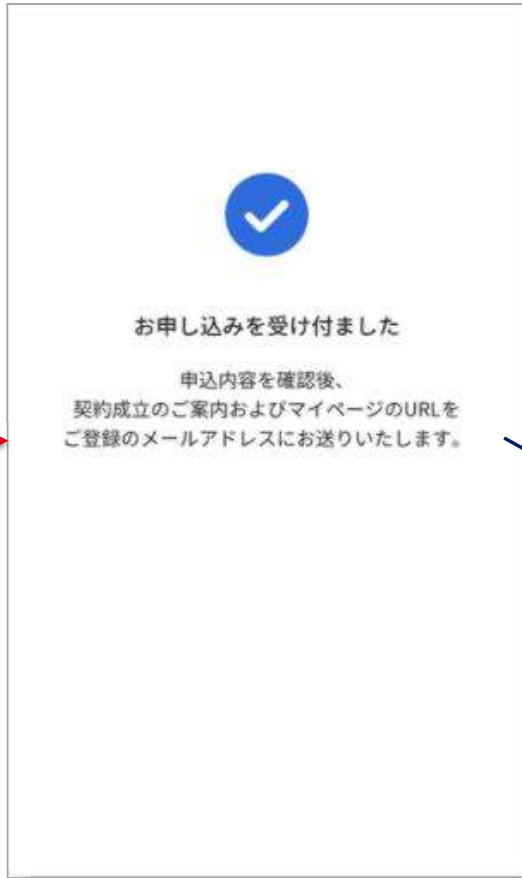 お申し込みを受け付ました
申込内容を確認後、
契約成立のご案内およびマイページのURLを
ご登録のメールアドレスにお送りいたします。